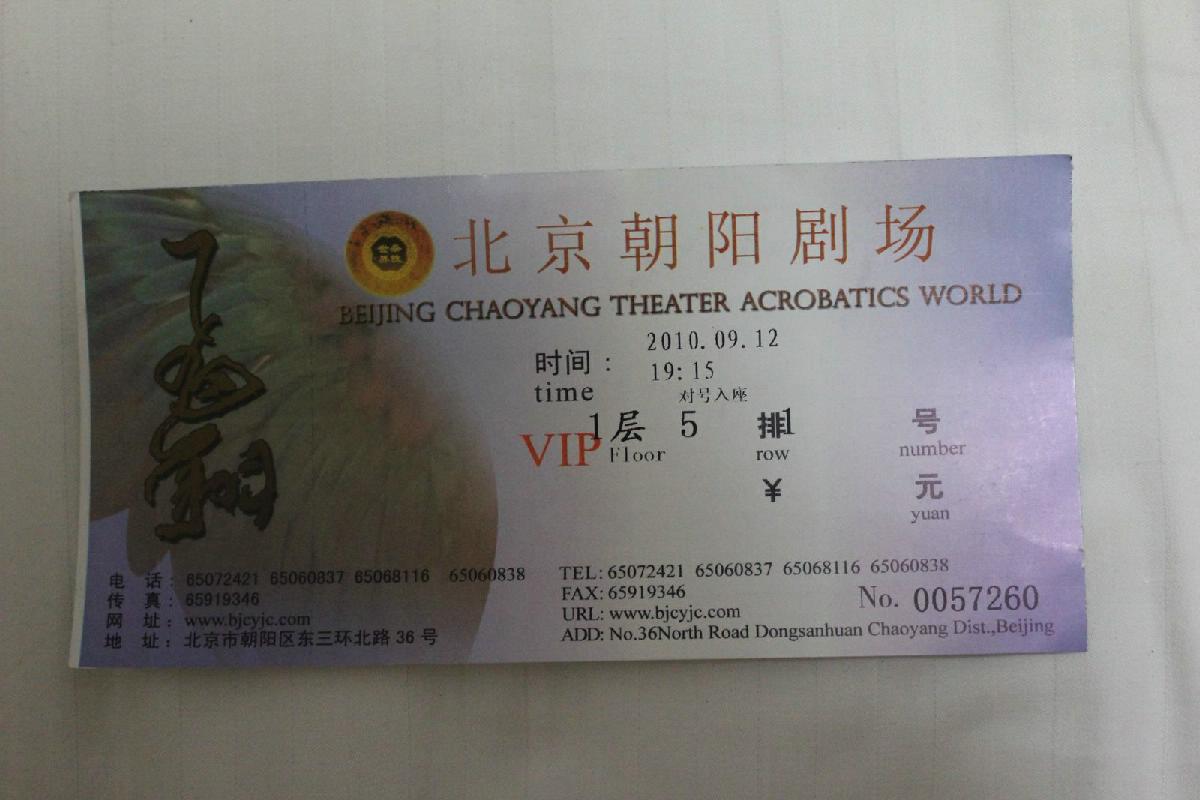 北京朝阳剧场
BEIJING CHAOYANG THEATER ACROBATICS WORLD
时间： 2010.09.12
time 19:15
对号入座
VIP 1层 5 排1 号
Floor row number
¥ 元
yuan
电 话：65072421 65060837 65068116 65060838
传 真：65919346
网 址：www.bjcyjc.com
地 址：北京市朝阳区东三环北路36号
TEL:65072421 65060837 65068116 65060838
FAX:65919346
URL: www.bjcyjc.com
ADD: No.36North Road Dongsanhuan Chaoyang Dist.,Beijing
No. 0057260